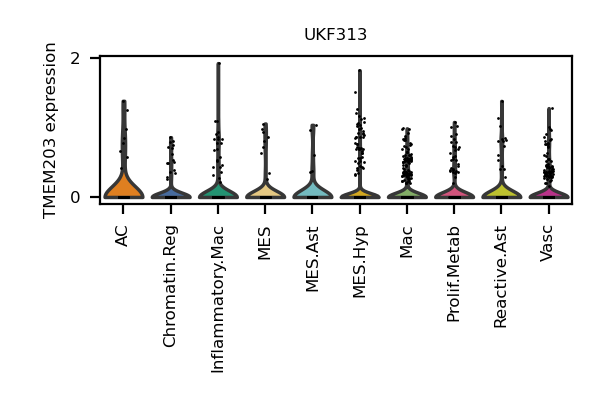 UKF313
TMEM203 expression
2
0
AC
Chromatin.Reg
Inflammatory.Mac
MES
MES.Ast
MES.Hyp
Mac
Prolif.Metab
Reactive.Ast
Vasc